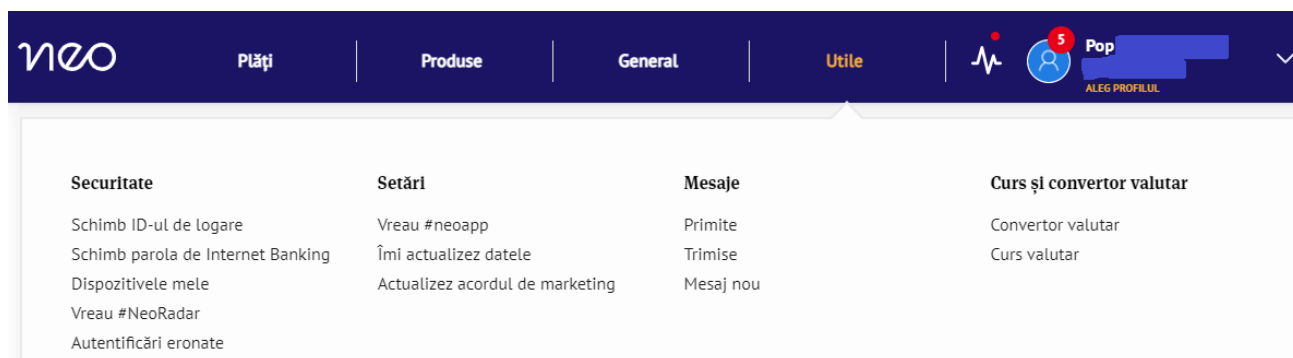 neo
Plăți
Produse
General
Utile
5
Pop
ALEG PROFILUL
Securitate
Schimb ID-ul de logare
Schimb parola de Internet Banking
Dispozitivele mele
Vreau #NeoRadar
Autentificări eronate
Setări
Vreau #neoapp
Îmi actualizez datele
Actualizez acordul de marketing
Mesaje
Primite
Trimise
Mesaj nou
Curs și convertor valutar
Convertor valutar
Curs valutar